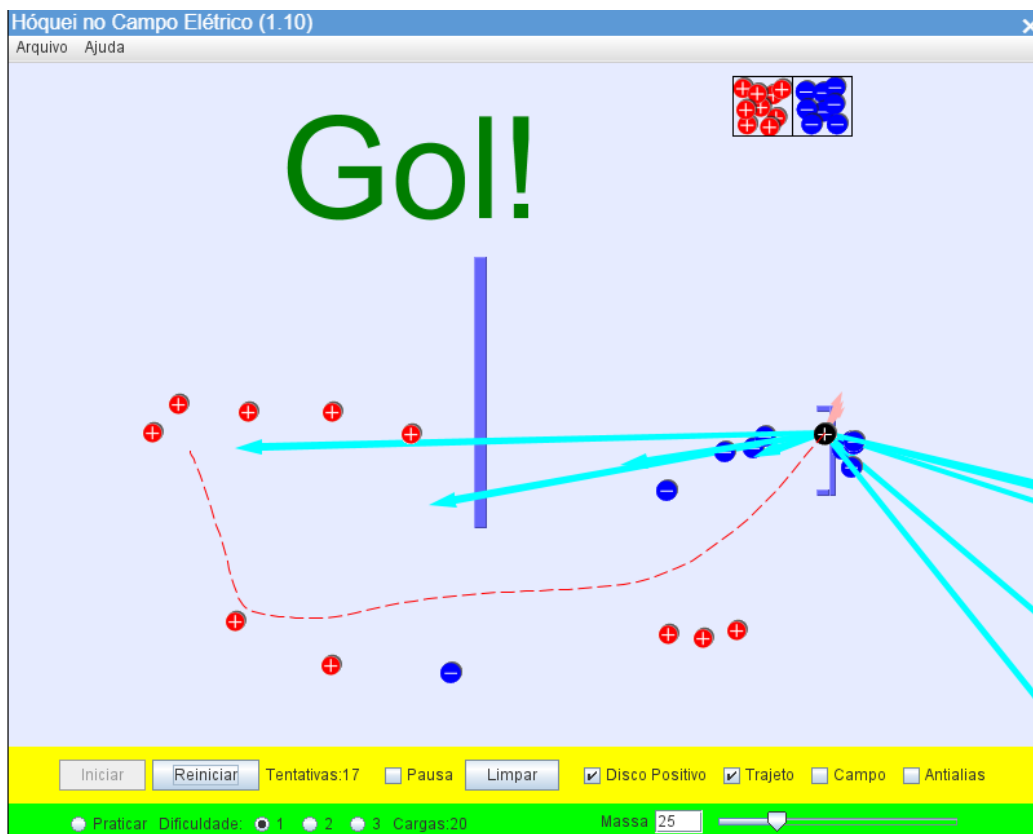 Hóquei no Campo Elétrico (1.10)
Arquivo Ajuda
Gol!
Iniciar Reiniciar Tentativas:17 Pausa Limpar Disco Positivo Trajeto Campo Antialias
Praticar Dificuldade: 1 2 3 Cargas:20 Massa 25